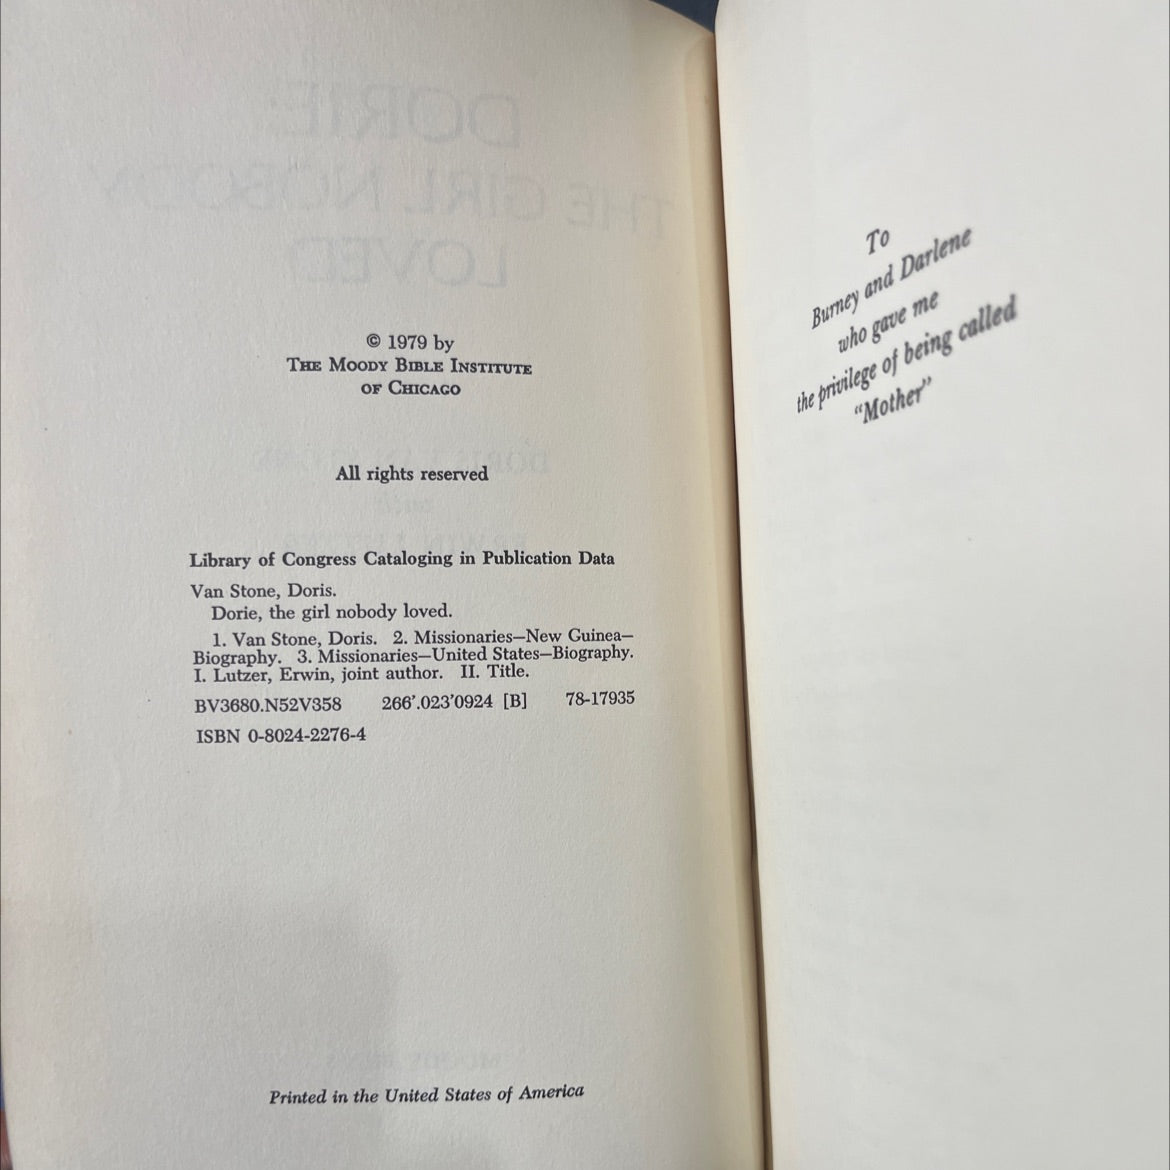 © 1979 by
THE MOODY BIBLE INSTITUTE
OF CHICAGO
All rights reserved
Library of Congress Cataloging in Publication Data
Van Stone, Doris.
Dorie, the girl nobody loved.
1. Van Stone, Doris. 2. Missionaries—New Guinea—
Biography. 3. Missionaries—United States—Biography.
I. Lutzer, Erwin, joint author. II. Title.
BV3680.N52V358 266'.023'0924 [B] 78-17935
ISBN 0-8024-2276-4
Printed in the United States of America
To
Burney and Darlene
who gave me
the privilege of being called
“Mother”